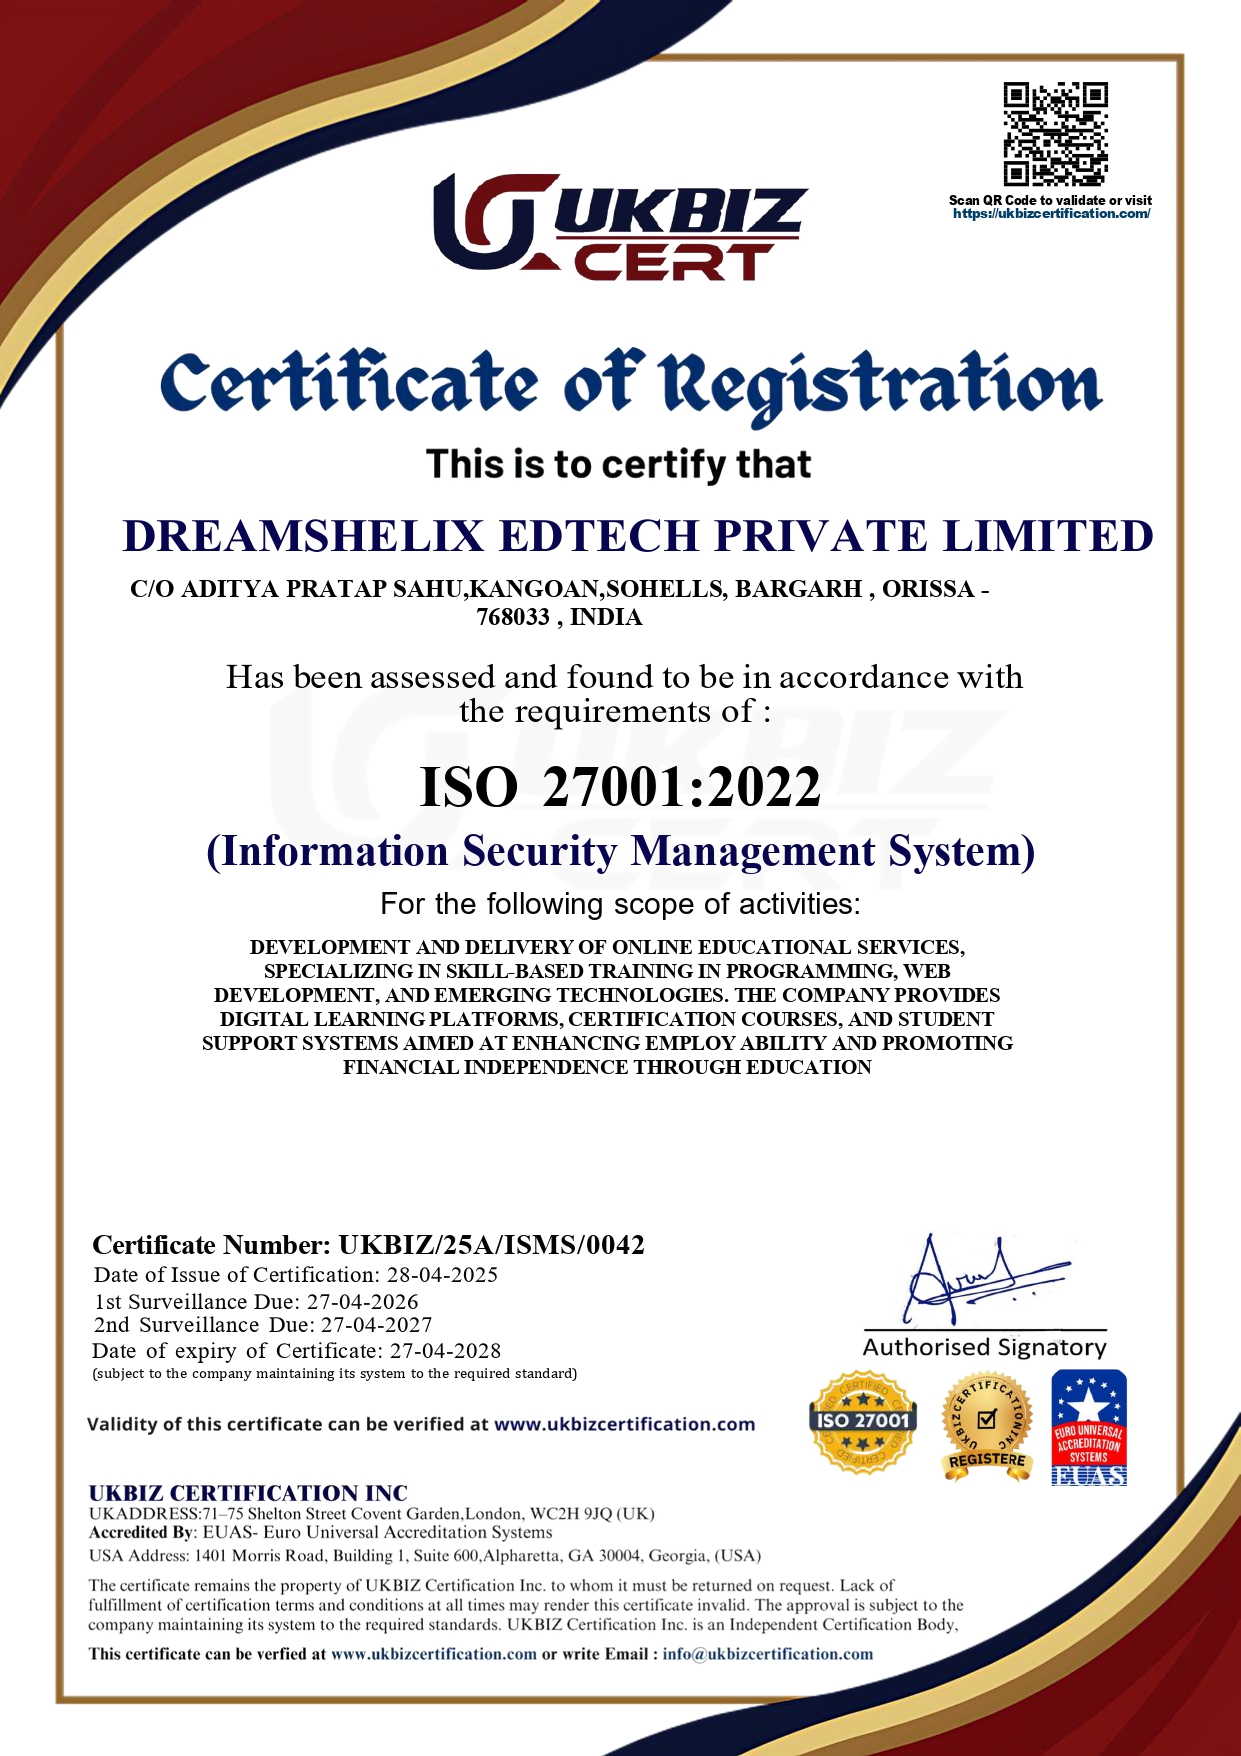 Scan QR Code to validate or visit
https://ukbizcertification.com/
UKBIZ
CERT
Certificate of Registration
This is to certify that
DREAMSHELIX EDTECH PRIVATE LIMITED
C/O ADITYA PRATAP SAHU,KANGOAN,SOHELLS, BARGARH , ORISSA -
768033 , INDIA
Has been assessed and found to be in accordance with
the requirements of :
ISO 27001:2022
(Information Security Management System)
For the following scope of activities:
DEVELOPMENT AND DELIVERY OF ONLINE EDUCATIONAL SERVICES,
SPECIALIZING IN SKILL-BASED TRAINING IN PROGRAMMING, WEB
DEVELOPMENT, AND EMERGING TECHNOLOGIES. THE COMPANY PROVIDES
DIGITAL LEARNING PLATFORMS, CERTIFICATION COURSES, AND STUDENT
SUPPORT SYSTEMS AIMED AT ENHANCING EMPLOY ABILITY AND PROMOTING
FINANCIAL INDEPENDENCE THROUGH EDUCATION
Certificate Number: UKBIZ/25A/ISMS/0042
Date of Issue of Certification: 28-04-2025
1st Surveillance Due: 27-04-2026
2nd Surveillance Due: 27-04-2027
Date of expiry of Certificate: 27-04-2028
(subject to the company maintaining its system to the required standard)
Authorised Signatory
Validity of this certificate can be verified at www.ukbizcertification.com
CERTIFIED
ISO 27001
CERTIFIED
UKBIZCERTIFICATIONINC
REGISTERE
EURO UNIVERSAL
ACCREDITATION
SYSTEMS
EUAS
UKBIZ CERTIFICATION INC
UKADDRESS:71–75 Shelton Street Covent Garden,London, WC2H 9JQ (UK)
Accredited By: EUAS- Euro Universal Accreditation Systems
USA Address: 1401 Morris Road, Building 1, Suite 600,Alpharetta, GA 30004, Georgia, (USA)
The certificate remains the property of UKBIZ Certification Inc. to whom it must be returned on request. Lack of
fulfillment of certification terms and conditions at all times may render this certificate invalid. The approval is subject to the
company maintaining its system to the required standards. UKBIZ Certification Inc. is an Independent Certification Body,
This certificate can be verfied at www.ukbizcertification.com or write Email : info@ukbizcertification.com